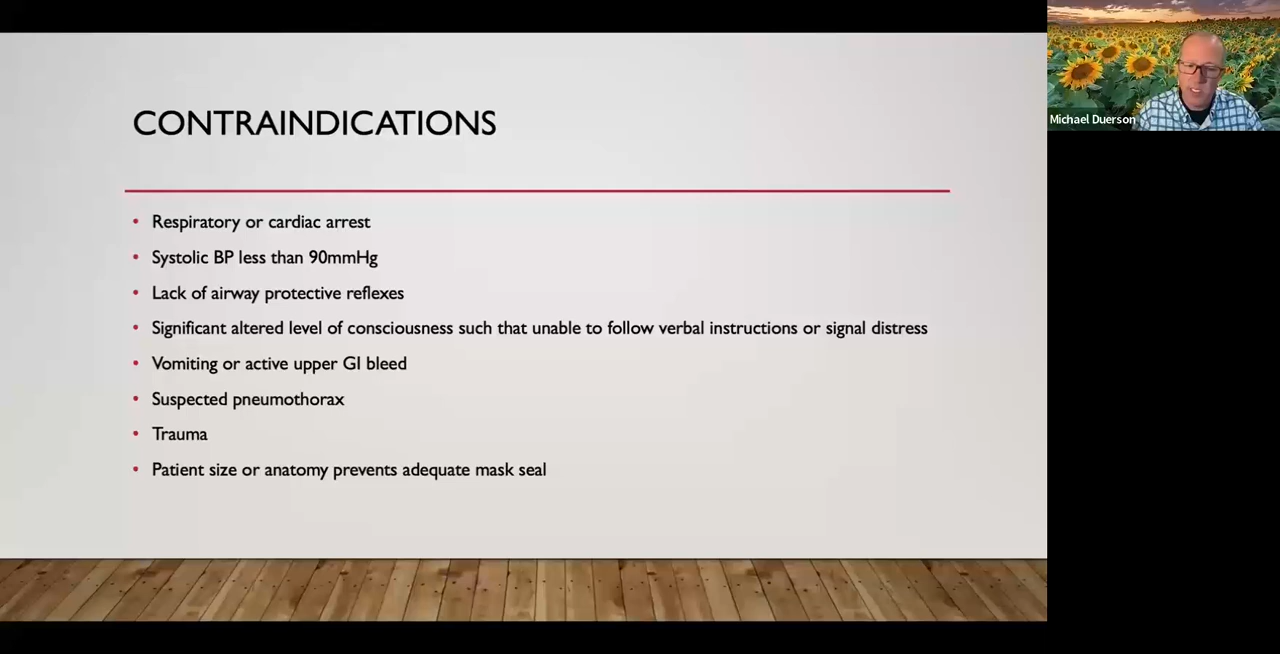 CONTRAINDICATIONS
• Respiratory or cardiac arrest
• Systolic BP less than 90mmHg
• Lack of airway protective reflexes
• Significant altered level of consciousness such that unable to follow verbal instructions or signal distress
• Vomiting or active upper GI bleed
• Suspected pneumothorax
• Trauma
• Patient size or anatomy prevents adequate mask seal
Michael Duerson